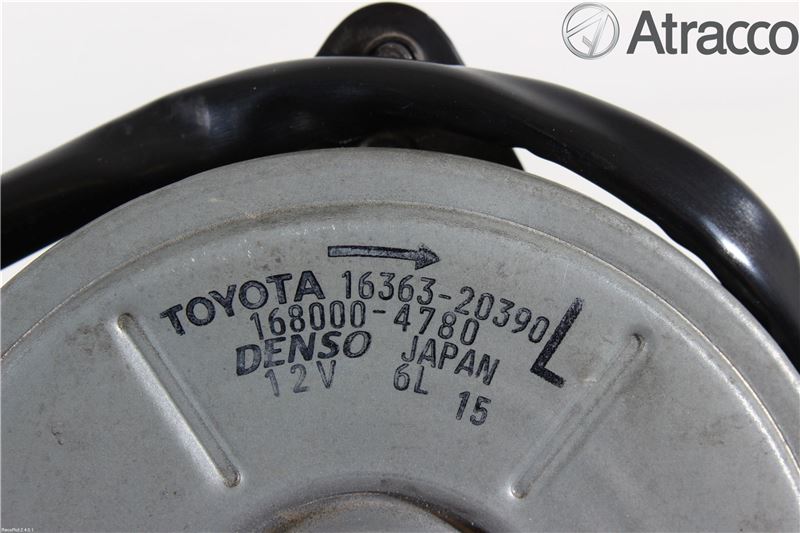 Atracco
TOYOTA 16363-20390 L
168000-4780
DENSO JAPAN
12V 6L 15